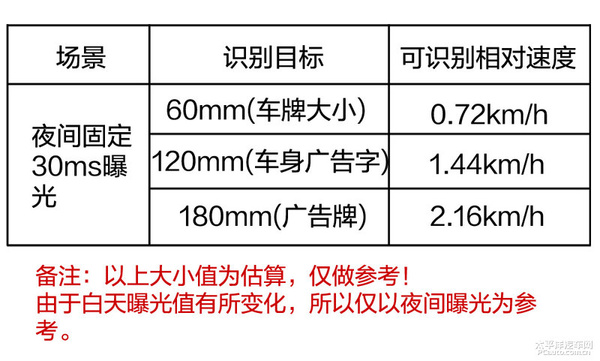 场景 识别目标 可识别相对速度
夜间固定
30ms曝
光
60mm(车牌大小) 0.72km/h
120mm(车身广告字) 1.44km/h
180mm(广告牌) 2.16km/h
备注：以上大小值为估算，仅做参考！
由于白天曝光值有所变化，所以仅以夜间曝光为参
考。
太平洋汽车网
PCauto.com.cn